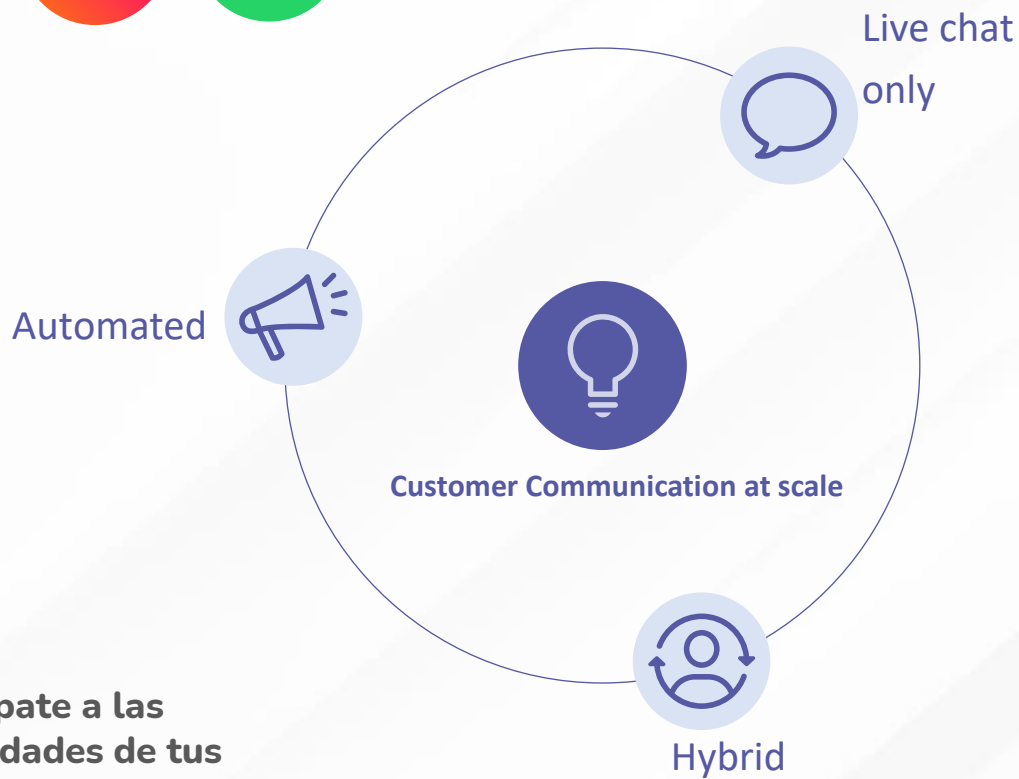 Live chat
only
Automated
Customer Communication at scale
pate a las
dades de tus
Hybrid